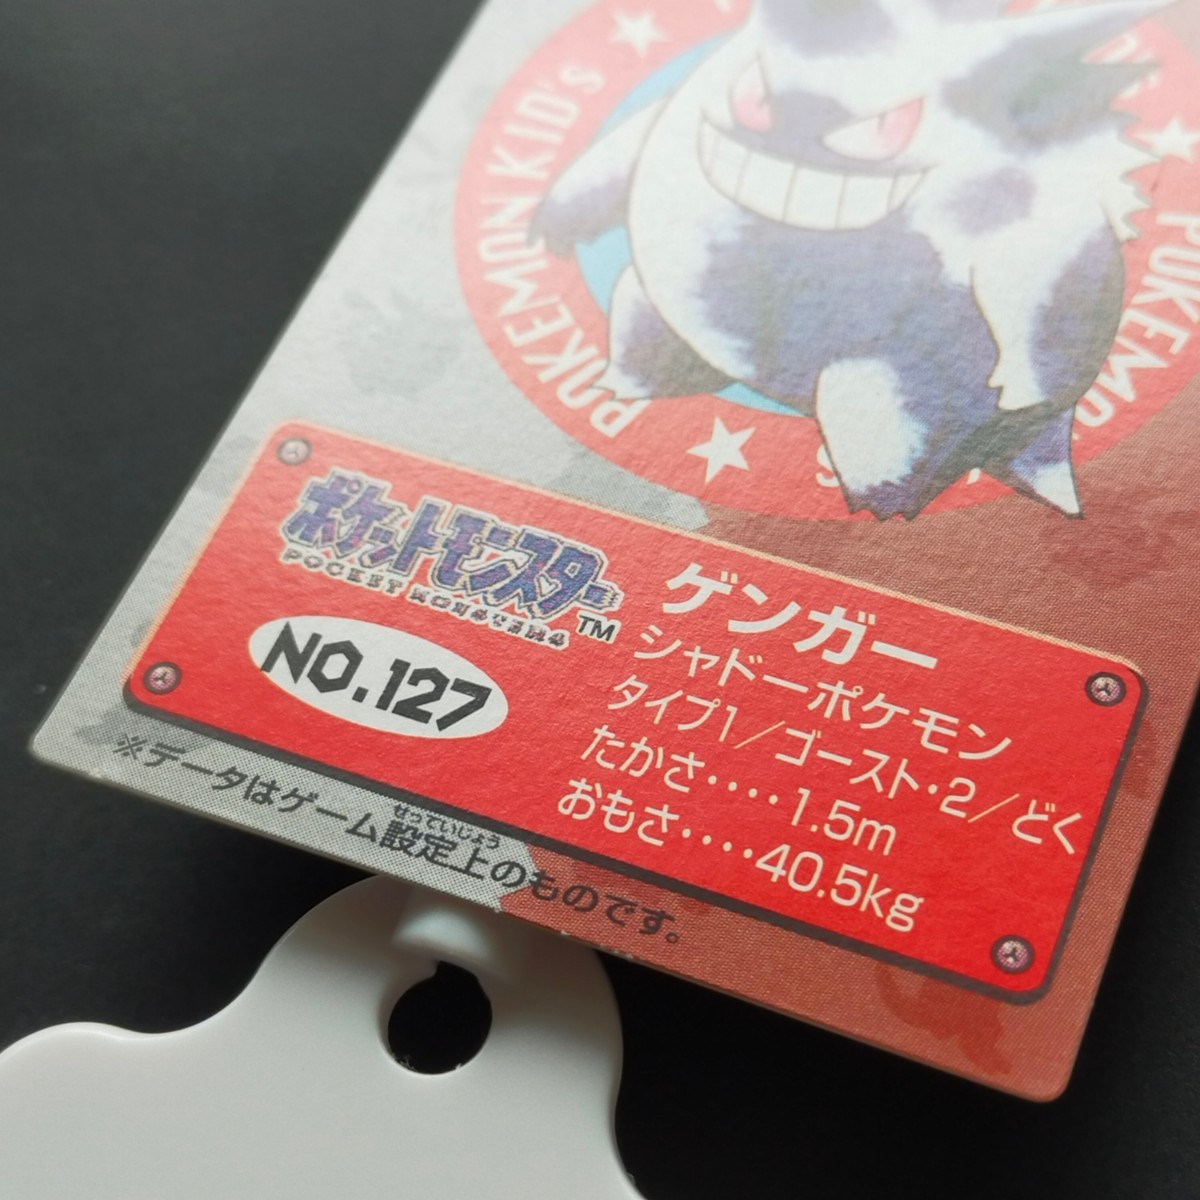 POKEMON KID's
POKEMO
ポケットモンスター
POCKET MONSTERS
TM
NO.127
ゲンガー
シャドーポケモン
タイプ1/ゴースト・2/どく
たかさ‥‥1.5m
おもさ‥‥40.5kg
せっていじょう
※データはゲーム設定上のものです。